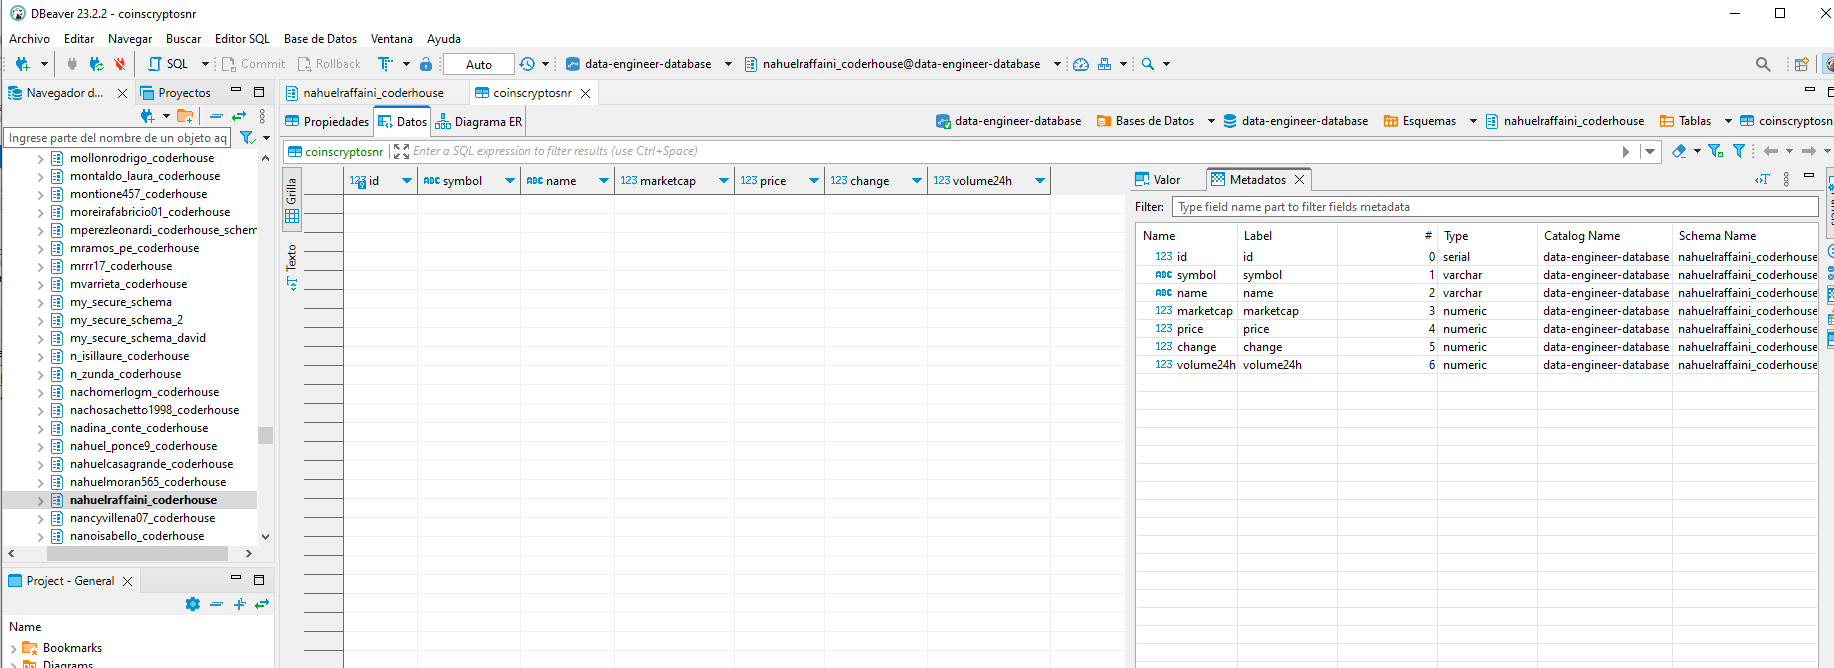 DBeaver 23.2.2 - coinscryptosnr
Archivo Editar Navegar Buscar Editor SQL Base de Datos Ventana Ayuda
SQL Commit Rollback Auto data-engineer-database nahuelraffaini_coderhouse@data-engineer-database
Navegador d... Proyectos
Ingrese parte del nombre de un objeto aq
mollonrodrigo_coderhouse
montaldo_laura_coderhouse
montione457_coderhouse
moreirafabricio01_coderhouse
mperezleonardi_coderhouse_schem
mramos_pe_coderhouse
mrrr17_coderhouse
mvarrieta_coderhouse
my_secure_schema
my_secure_schema_2
my_secure_schema_david
n_isillaure_coderhouse
n_zunda_coderhouse
nachomerlogm_coderhouse
nachosachetto1998_coderhouse
nadina_conte_coderhouse
nahuel_ponce9_coderhouse
nahuelcasagrande_coderhouse
nahuelmoran565_coderhouse
nahuelraffaini_coderhouse
nancyvillena07_coderhouse
nanoisabello_coderhouse
Project - General
Name
Bookmarks
Diagrams
nahuelraffaini_coderhouse coinscryptosnr
Propiedades Datos Diagrama ER data-engineer-database Bases de Datos data-engineer-database Esquemas nahuelraffaini_coderhouse Tablas coinscryptosn
coinscryptosnr Enter a SQL expression to filter results (use Ctrl+Space)
Grilla
Texto
123 id ABC symbol ABC name 123 marketcap 123 price 123 change 123 volume24h
Valor Metadatos
Filter: Type field name part to filter fields metadata
Name Label # Type Catalog Name Schema Name
123 id id 0 serial data-engineer-database nahuelraffaini_coderhouse
ABC symbol symbol 1 varchar data-engineer-database nahuelraffaini_coderhouse
ABC name name 2 varchar data-engineer-database nahuelraffaini_coderhouse
123 marketcap marketcap 3 numeric data-engineer-database nahuelraffaini_coderhouse
123 price price 4 numeric data-engineer-database nahuelraffaini_coderhouse
123 change change 5 numeric data-engineer-database nahuelraffaini_coderhouse
123 volume24h volume24h 6 numeric data-engineer-database nahuelraffaini_coderhouse